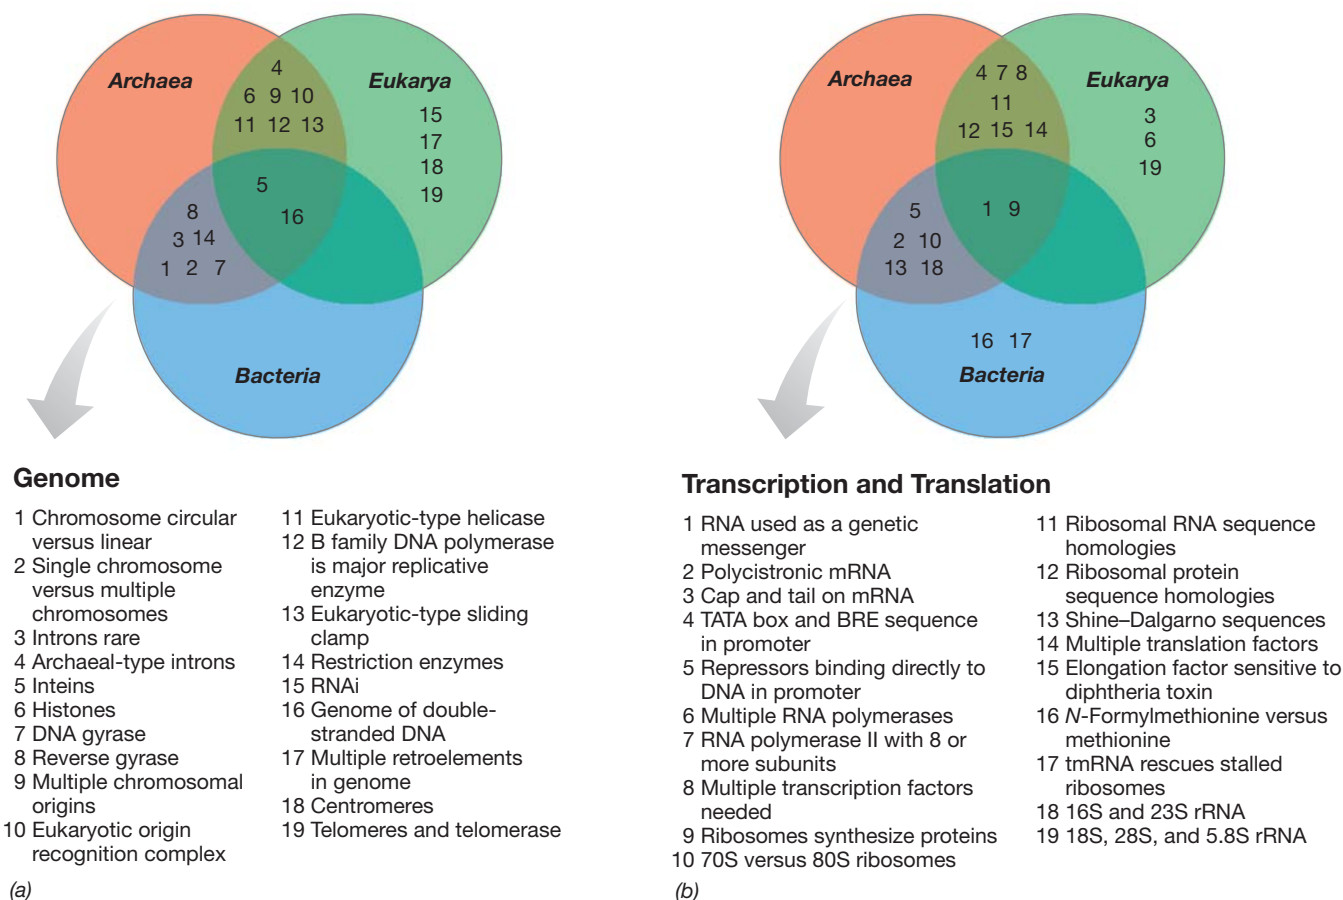 Archaea
Eukarya
4
6 9 10
11 12 13
15
17
18
19
5
16
8
3 14
1 2 7
Bacteria
Genome
1 Chromosome circular
versus linear
2 Single chromosome
versus multiple
chromosomes
3 Introns rare
4 Archaeal-type introns
5 Inteins
6 Histones
7 DNA gyrase
8 Reverse gyrase
9 Multiple chromosomal
origins
10 Eukaryotic origin
recognition complex
11 Eukaryotic-type helicase
12 B family DNA polymerase
is major replicative
enzyme
13 Eukaryotic-type sliding
clamp
14 Restriction enzymes
15 RNAi
16 Genome of double-
stranded DNA
17 Multiple retroelements
in genome
18 Centromeres
19 Telomeres and telomerase
(a)
Archaea
Eukarya
4 7 8
11
12 15 14
3
6
19
1 9
5
2 10
13 18
16 17
Bacteria
Transcription and Translation
1 RNA used as a genetic
messenger
2 Polycistronic mRNA
3 Cap and tail on mRNA
4 TATA box and BRE sequence
in promoter
5 Repressors binding directly to
DNA in promoter
6 Multiple RNA polymerases
7 RNA polymerase II with 8 or
more subunits
8 Multiple transcription factors
needed
9 Ribosomes synthesize proteins
10 70S versus 80S ribosomes
11 Ribosomal RNA sequence
homologies
12 Ribosomal protein
sequence homologies
13 Shine–Dalgarno sequences
14 Multiple translation factors
15 Elongation factor sensitive to
diphtheria toxin
16 N-Formylmethionine versus
methionine
17 tmRNA rescues stalled
ribosomes
18 16S and 23S rRNA
19 18S, 28S, and 5.8S rRNA
(b)